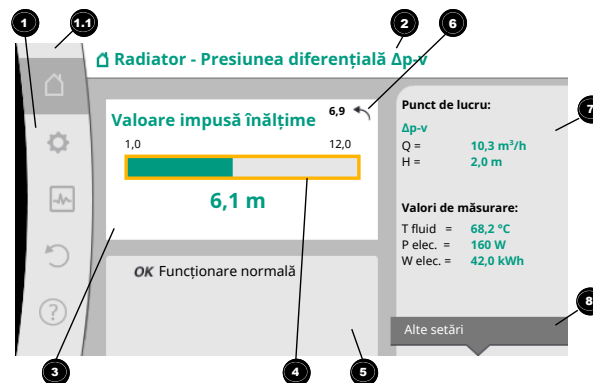 1
1.1
2
6
Radiator - Presiunea diferențială Δp-v
7
Valoare impusă înălțime
6,9
1,0
12,0
6,1 m
Punct de lucru:
Δp-v
Q = 10,3 m³/h
H = 2,0 m
Valori de măsurare:
T fluid = 68,2 °C
P elec. = 160 W
W elec. = 42,0 kWh
OK Funcționare normală
8
Alte setări
3
4
5